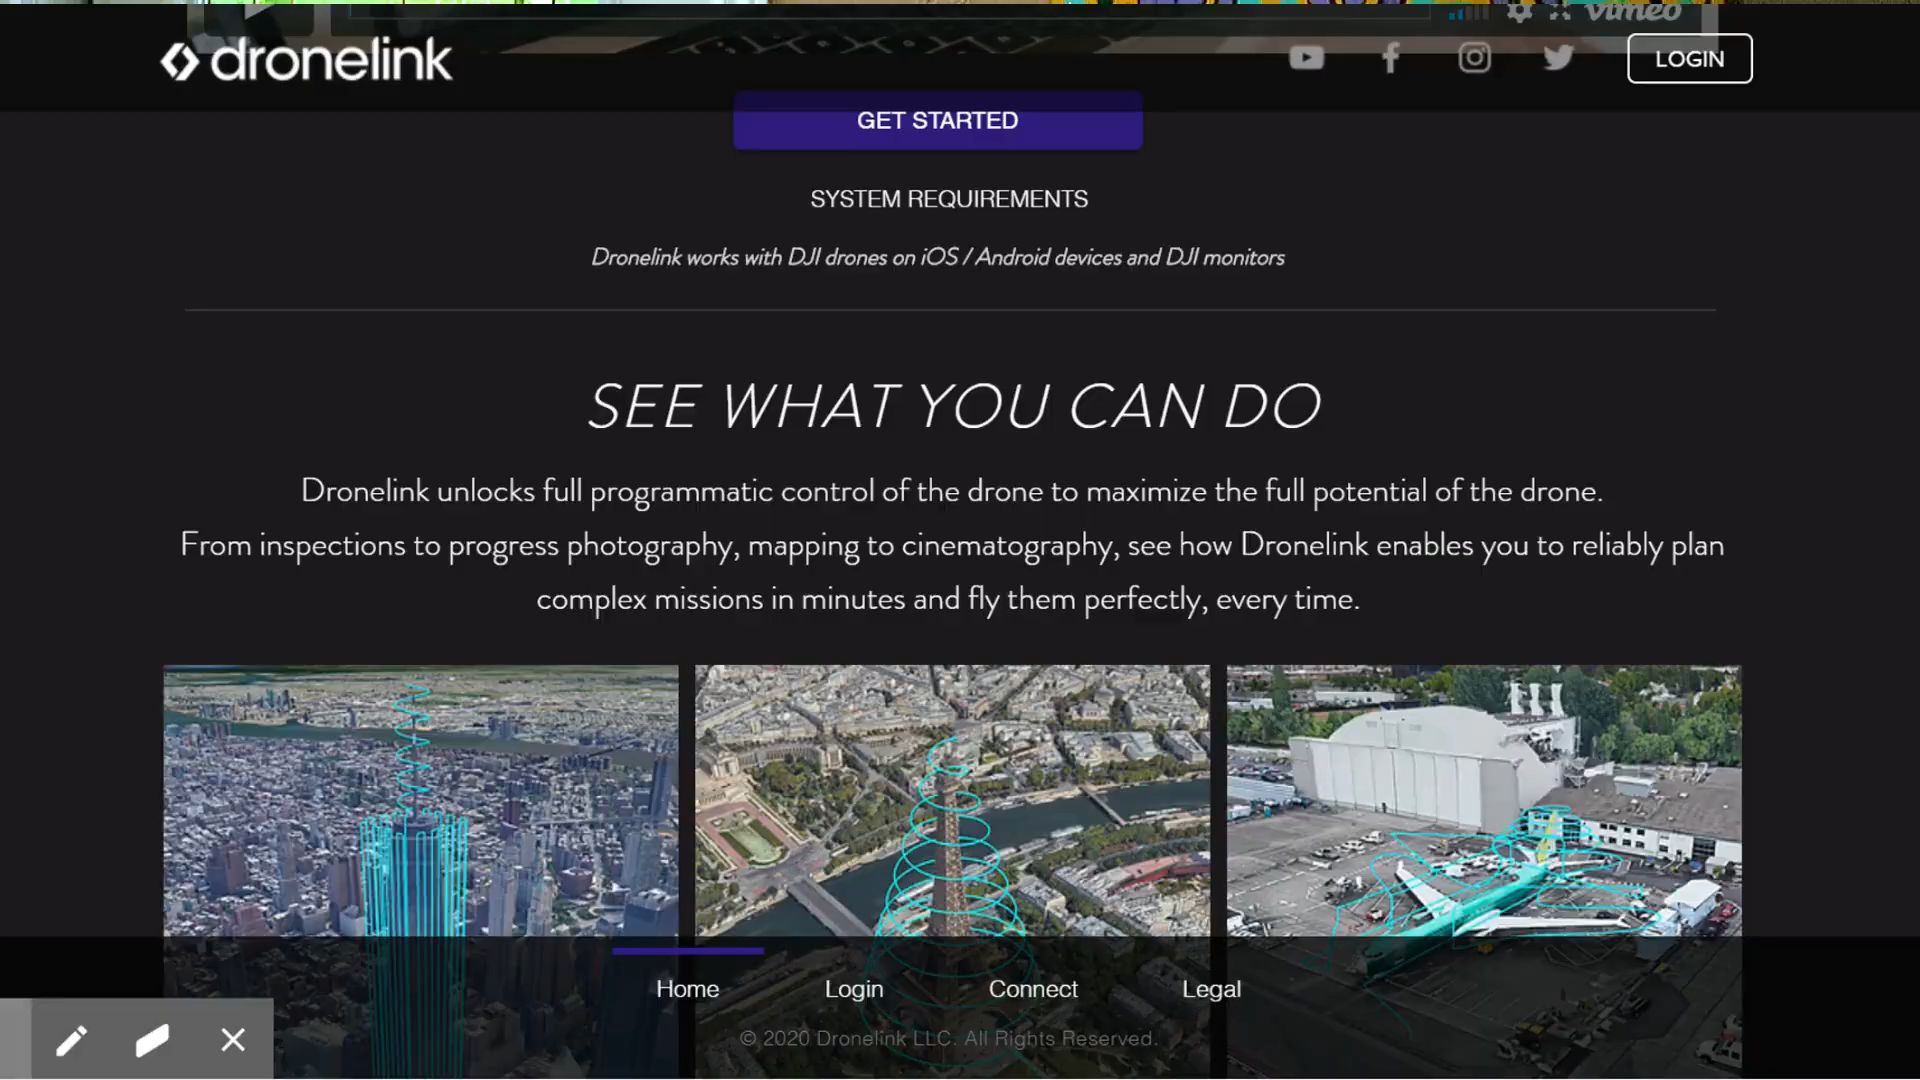 vimeo
dronelink
LOGIN
GET STARTED
SYSTEM REQUIREMENTS
Dronelink works with DJI drones on iOS / Android devices and DJI monitors
SEE WHAT YOU CAN DO
Dronelink unlocks full programmatic control of the drone to maximize the full potential of the drone.
From inspections to progress photography, mapping to cinematography, see how Dronelink enables you to reliably plan
complex missions in minutes and fly them perfectly, every time.
Home Login Connect Legal
© 2020 Dronelink LLC. All Rights Reserved.